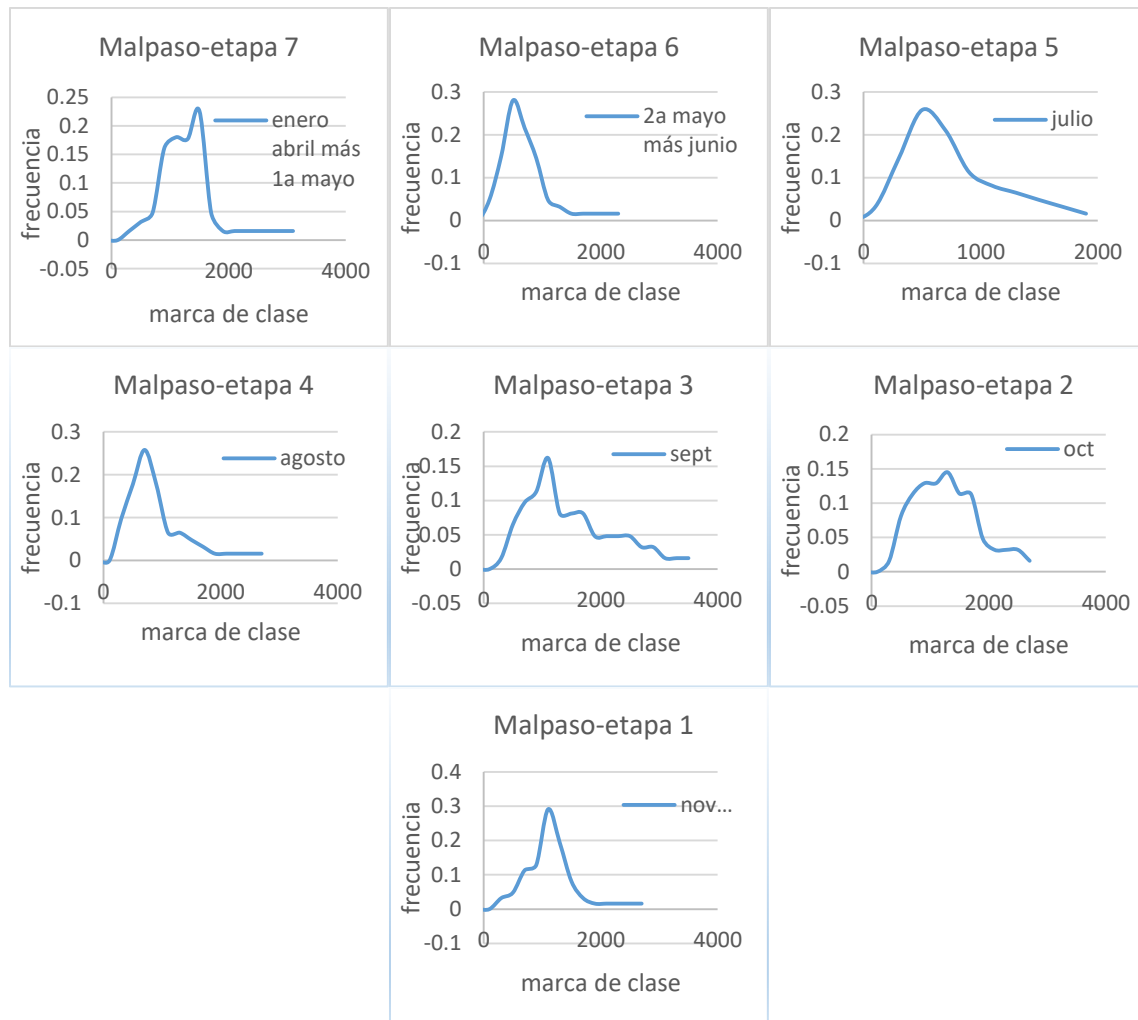 Malpaso-etapa 7
0.25
0.2
0.15
0.1
0.05
0
-0.05
0
2000
4000
frecuencia
marca de clase
enero
abril más
1a mayo
Malpaso-etapa 6
0.3
0.2
0.1
0
-0.1
0
2000
4000
frecuencia
marca de clase
2a mayo
más junio
Malpaso-etapa 5
0.3
0.2
0.1
0
-0.1
0
1000
2000
frecuencia
marca de clase
julio
Malpaso-etapa 4
0.3
0.2
0.1
0
-0.1
0
2000
4000
frecuencia
marca de clase
agosto
Malpaso-etapa 3
0.2
0.15
0.1
0.05
0
-0.05
0
2000
4000
frecuencia
marca de clase
sept
Malpaso-etapa 2
0.2
0.15
0.1
0.05
0
-0.05
0
2000
4000
frecuencia
marca de clase
oct
Malpaso-etapa 1
0.4
0.3
0.2
0.1
0
-0.1
0
2000
4000
frecuencia
marca de clase
nov...